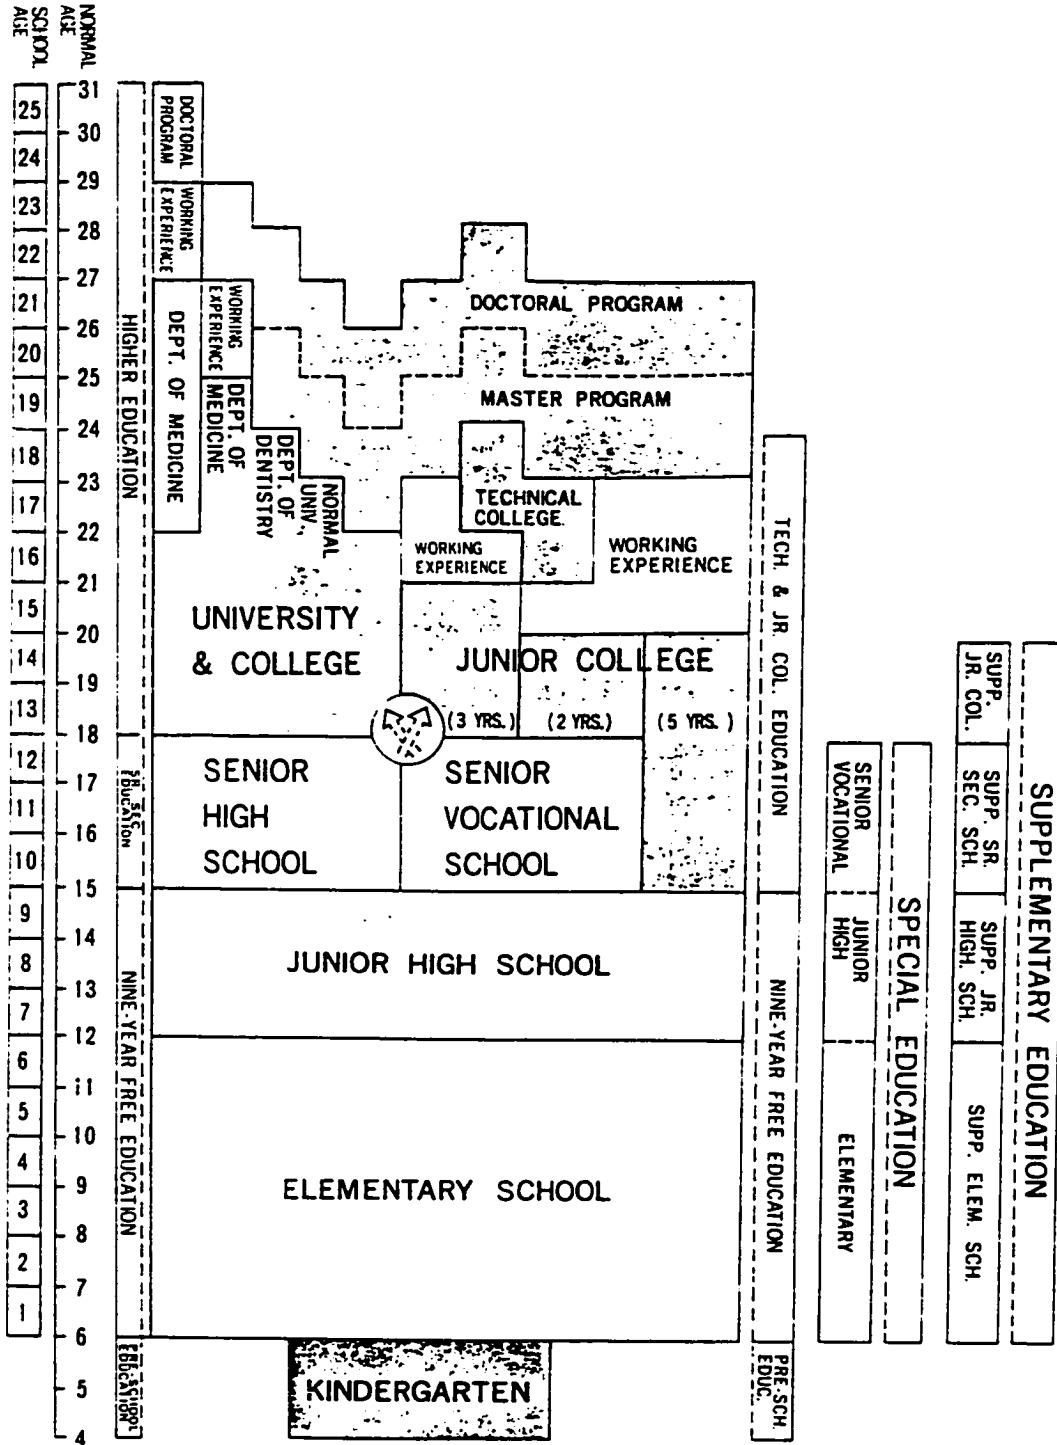 SCHOOL
AGE
NORMAL
AGE
25
24
23
22
21
20
19
18
17
16
15
14
13
12
11
10
9
8
7
6
5
4
3
2
1
31
30
29
28
27
26
25
24
23
22
21
20
19
18
17
16
15
14
13
12
11
10
9
8
7
6
5
4
HIGHER EDUCATION
SR. SEC.
EDUCATION
NINE-YEAR FREE EDUCATION
PRE-SCHOOL
EDUCATION
DOCTORAL
PROGRAM
WORKING
EXPERIENCE
DEPT. OF MEDICINE
WORKING
EXPERIENCE
DEPT. OF
MEDICINE
DEPT. OF
DENTISTRY
NORMAL
UNIV.,
DOCTORAL PROGRAM
MASTER PROGRAM
TECHNICAL
COLLEGE.
WORKING
EXPERIENCE
WORKING
EXPERIENCE
UNIVERSITY
& COLLEGE
JUNIOR COLLEGE
(3 YRS.)
(2 YRS.)
(5 YRS.)
SENIOR
HIGH
SCHOOL
SENIOR
VOCATIONAL
SCHOOL
JUNIOR HIGH SCHOOL
ELEMENTARY SCHOOL
KINDERGARTEN
TECH. & JR. COL. EDUCATION
NINE-YEAR FREE EDUCATION
PRE-SCH.
EDUC.
SENIOR
VOCATIONAL
JUNIOR
HIGH
ELEMENTARY
SPECIAL EDUCATION
SUPP.
JR. COL.
SUPP. SR.
SEC. SCH.
SUPP. JR.
HIGH. SCH.
SUPP. ELEM. SCH.
SUPPLEMENTARY EDUCATION